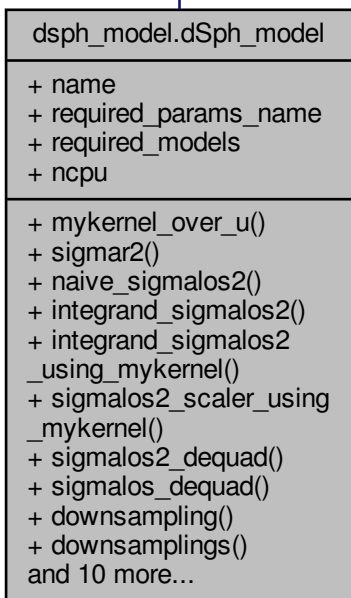 dsph_model.dSph_model
+ name
+ required_params_name
+ required_models
+ ncpu
+ mykernel_over_u()
+ sigmar2()
+ naive_sigmalos2()
+ integrand_sigmalos2()
+ integrand_sigmalos2
_using_mykernel()
+ sigmalos2_scaler_using
_mykernel()
+ sigmalos2_dequad()
+ sigmalos_dequad()
+ downsampling()
+ downsamplings()
and 10 more...